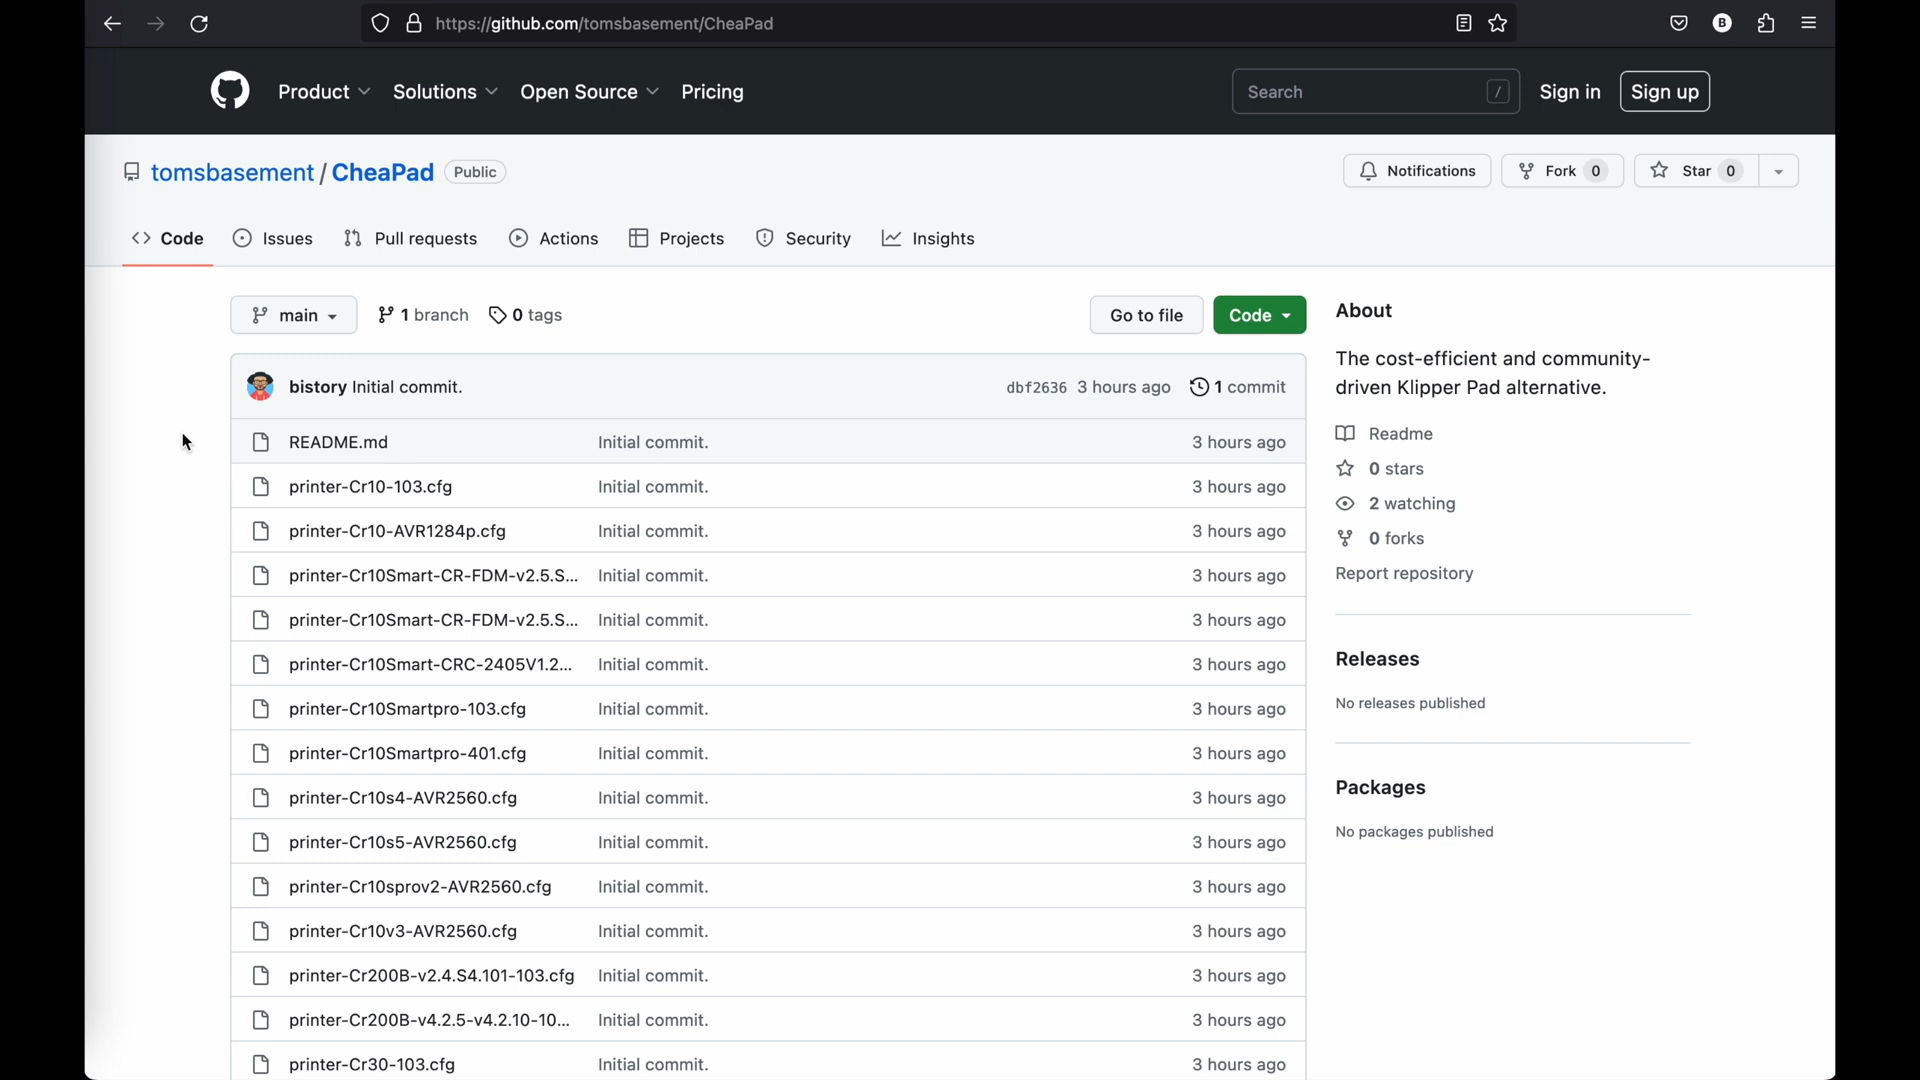 https://github.com/tomsbasement/CheaPad
B
Product Solutions Open Source Pricing
Search / Sign in Sign up
tomsbasement / CheaPad Public
Notifications Fork 0 Star 0
Code Issues Pull requests Actions Projects Security Insights
main 1 branch 0 tags Go to file Code
bistory Initial commit. dbf2636 3 hours ago 1 commit
README.md Initial commit. 3 hours ago
printer-Cr10-103.cfg Initial commit. 3 hours ago
printer-Cr10-AVR1284p.cfg Initial commit. 3 hours ago
printer-Cr10Smart-CR-FDM-v2.5.S... Initial commit. 3 hours ago
printer-Cr10Smart-CR-FDM-v2.5.S... Initial commit. 3 hours ago
printer-Cr10Smart-CRC-2405V1.2... Initial commit. 3 hours ago
printer-Cr10Smartpro-103.cfg Initial commit. 3 hours ago
printer-Cr10Smartpro-401.cfg Initial commit. 3 hours ago
printer-Cr10s4-AVR2560.cfg Initial commit. 3 hours ago
printer-Cr10s5-AVR2560.cfg Initial commit. 3 hours ago
printer-Cr10sprov2-AVR2560.cfg Initial commit. 3 hours ago
printer-Cr10v3-AVR2560.cfg Initial commit. 3 hours ago
printer-Cr200B-v2.4.S4.101-103.cfg Initial commit. 3 hours ago
printer-Cr200B-v4.2.5-v4.2.10-10... Initial commit. 3 hours ago
printer-Cr30-103.cfg Initial commit. 3 hours ago
About
The cost-efficient and community-
driven Klipper Pad alternative.
Readme
0 stars
2 watching
0 forks
Report repository
Releases
No releases published
Packages
No packages published